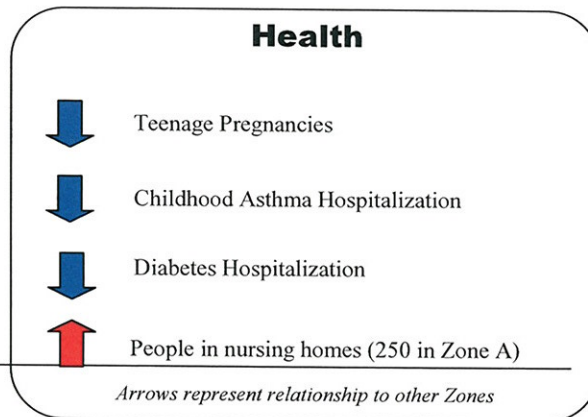 Health
Teenage Pregnancies
Childhood Asthma Hospitalization
Diabetes Hospitalization
People in nursing homes (250 in Zone A)
Arrows represent relationship to other Zones